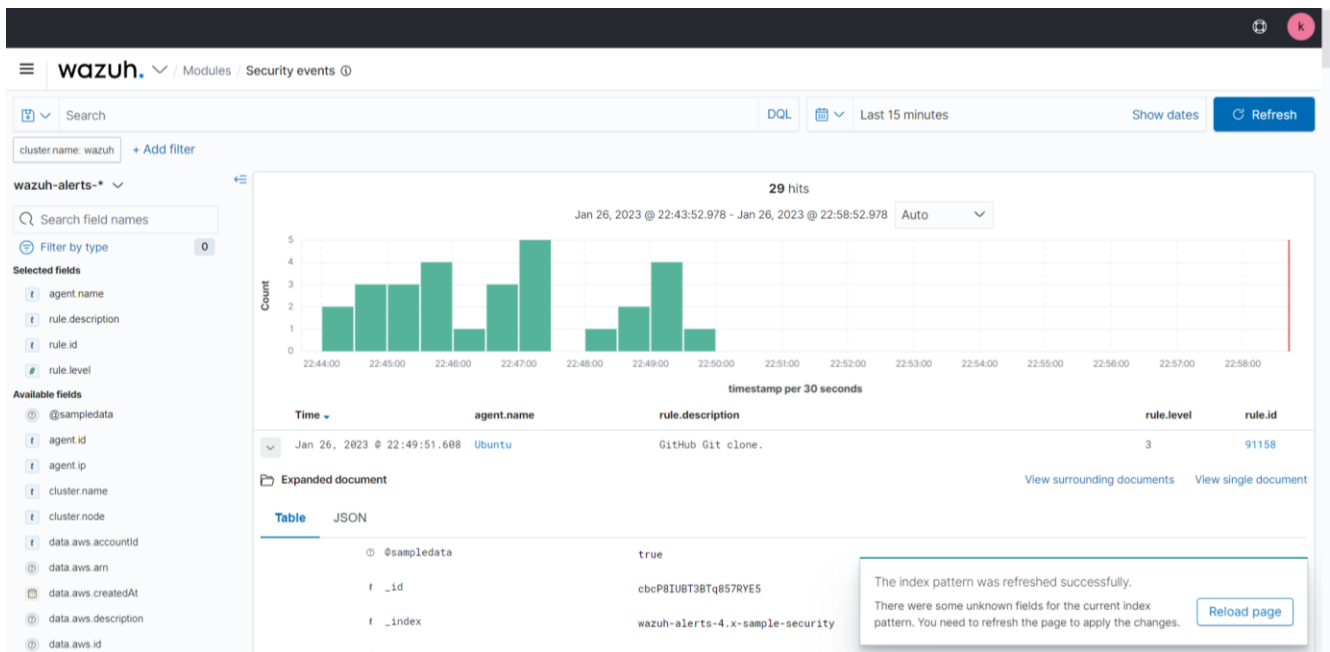 k
wazuh. / Modules / Security events
Search DQL Last 15 minutes Show dates Refresh
cluster.name: wazuh + Add filter
wazuh-alerts-*
Search field names
Filter by type 0
Selected fields
t agent.name
t rule.description
t rule.id
# rule.level
Available fields
@sampledata
t agent.id
t agent.ip
t cluster.name
t cluster.node
t data.aws.accountId
data.aws.arn
data.aws.createdAt
data.aws.description
data.aws.id
29 hits
Jan 26, 2023 @ 22:43:52.978 - Jan 26, 2023 @ 22:58:52.978 Auto
Count
5
4
3
2
1
0
22:44:00 22:45:00 22:46:00 22:47:00 22:48:00 22:49:00 22:50:00 22:51:00 22:52:00 22:53:00 22:54:00 22:55:00 22:56:00 22:57:00 22:58:00
timestamp per 30 seconds
Time agent.name rule.description rule.level rule.id
Jan 26, 2023 @ 22:49:51.608 Ubuntu GitHub Git clone. 3 91158
Expanded document View surrounding documents View single document
Table JSON
@sampledata true
t _id cbcP8IUBT3BTq857RYE5
t _index wazuh-alerts-4.x-sample-security
The index pattern was refreshed successfully.
There were some unknown fields for the current index
pattern. You need to refresh the page to apply the changes.
Reload page